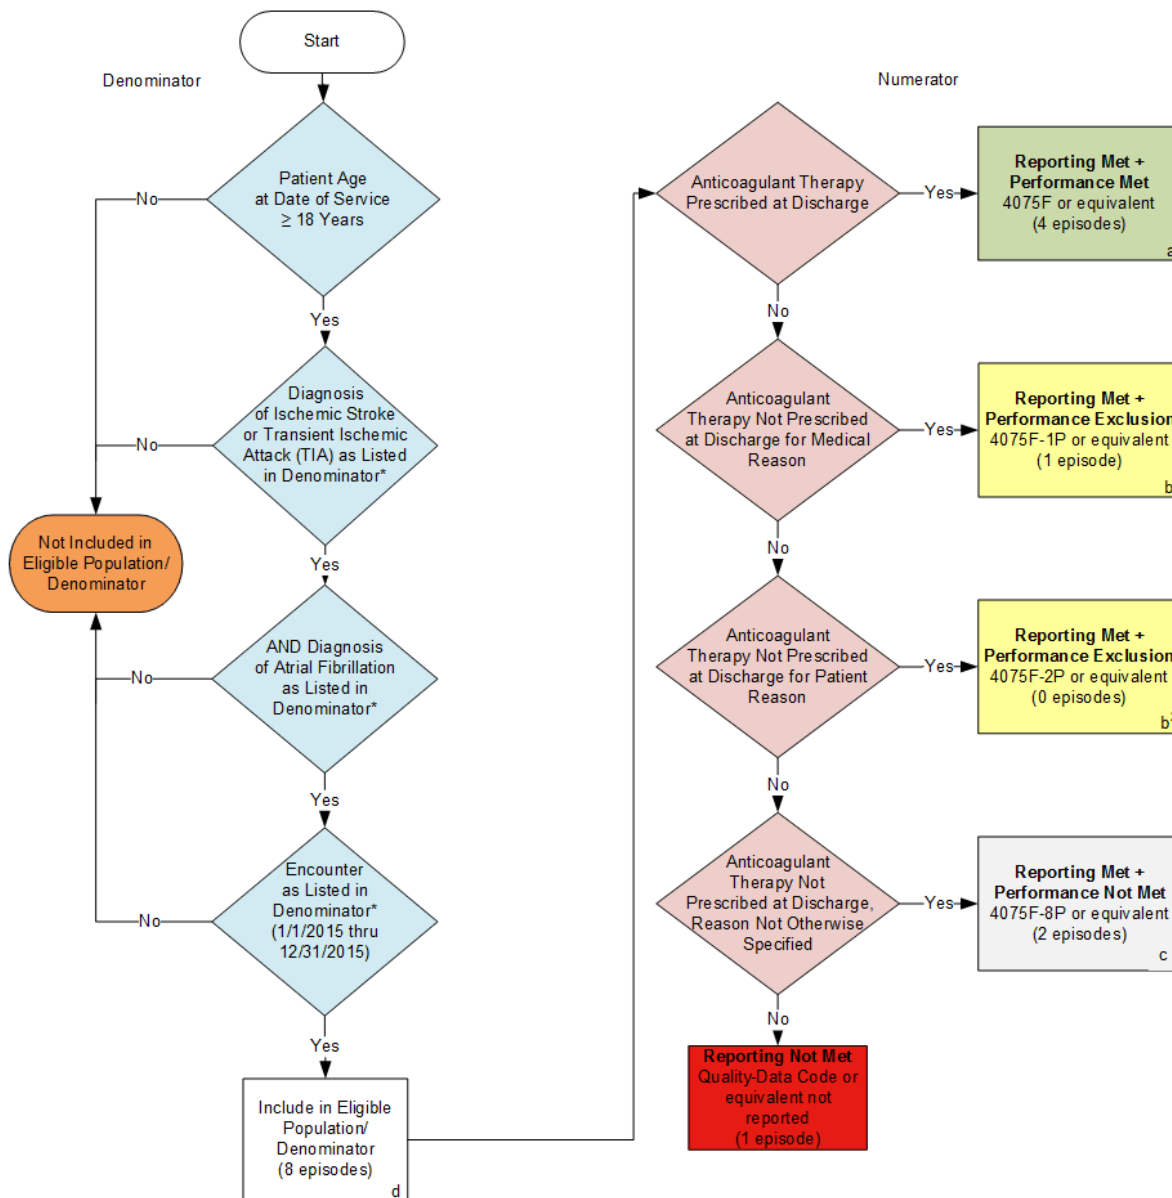 Start
Denominator
Patient Age
at Date of Service
≥ 18 Years
No
Yes
Diagnosis
of Ischemic Stroke
or Transient Ischemic
Attack (TIA) as Listed
in Denominator*
No
Yes
Not Included in
Eligible Population/
Denominator
AND Diagnosis
of Atrial Fibrillation
as Listed in
Denominator*
No
Yes
Encounter
as Listed in
Denominator*
(1/1/2015 thru
12/31/2015)
No
Yes
Include in Eligible
Population/
Denominator
(8 episodes)
d
Numerator
Anticoagulant Therapy
Prescribed at Discharge
Yes
Reporting Met +
Performance Met
4075F or equivalent
(4 episodes)
a
No
Anticoagulant
Therapy Not Prescribed
at Discharge for Medical
Reason
Yes
Reporting Met +
Performance Exclusion
4075F-1P or equivalent
(1 episode)
b
No
Anticoagulant
Therapy Not Prescribed
at Discharge for Patient
Reason
Yes
Reporting Met +
Performance Exclusion
4075F-2P or equivalent
(0 episodes)
b
No
Anticoagulant
Therapy Not
Prescribed at Discharge,
Reason Not Otherwise
Specified
Yes
Reporting Met +
Performance Not Met
4075F-8P or equivalent
(2 episodes)
c
No
Reporting Not Met
Quality-Data Code or
equivalent not
reported
(1 episode)